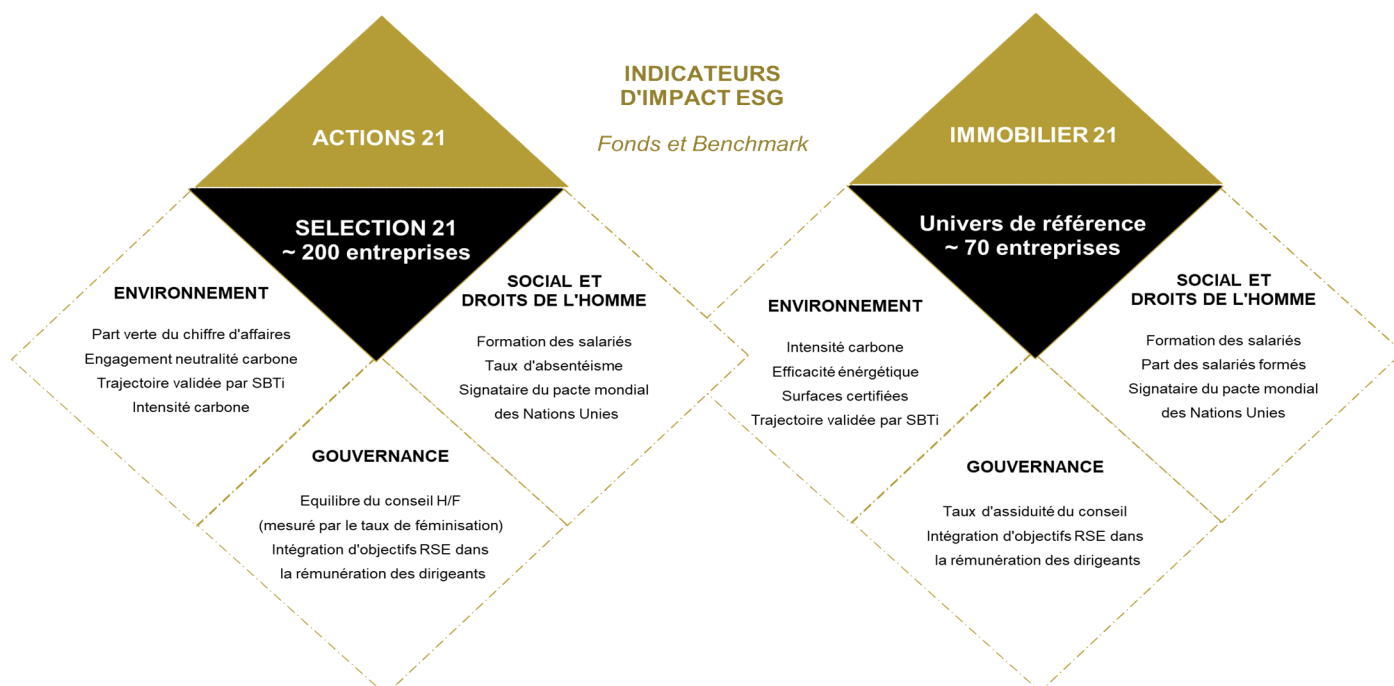 INDICATEURS
D'IMPACT ESG
Fonds et Benchmark
ACTIONS 21
SELECTION 21
~ 200 entreprises
ENVIRONNEMENT
Part verte du chiffre d'affaires
Engagement neutralité carbone
Trajectoire validée par SBTi
Intensité carbone
SOCIAL ET
DROITS DE L'HOMME
Formation des salariés
Taux d'absentéisme
Signataire du pacte mondial
des Nations Unies
GOUVERNANCE
Equilibre du conseil H/F
(mesuré par le taux de féminisation)
Intégration d'objectifs RSE dans
la rémunération des dirigeants
IMMOBILIER 21
Univers de référence
~ 70 entreprises
ENVIRONNEMENT
Intensité carbone
Efficacité énérgétique
Surfaces certifiées
Trajectoire validée par SBTi
SOCIAL ET
DROITS DE L'HOMME
Formation des salariés
Part des salariés formés
Signataire du pacte mondial
des Nations Unies
GOUVERNANCE
Taux d'assiduité du conseil
Intégration d'objectifs RSE dans
la rémunération des dirigeants